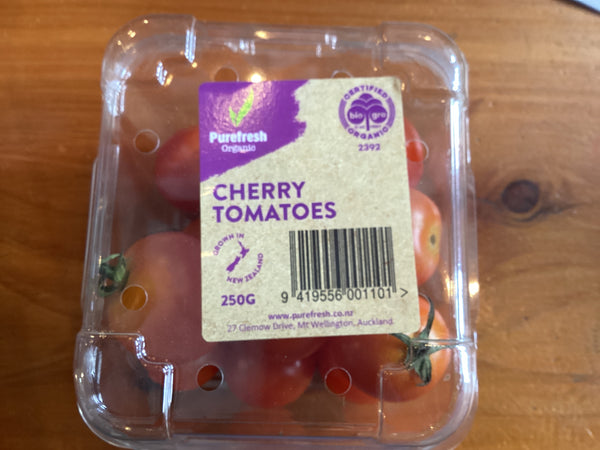 Purefresh
Organic
CERTIFIED
bio gro
ORGANIC
2392
CHERRY
TOMATOES
GROWN IN
NEW ZEALAND
250G
9 419556 001101 >
www.purefresh.co.nz
27 Clemow Drive, Mt Wellington, Auckland.